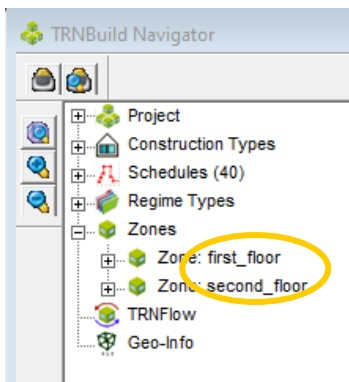 TRNBuild Navigator
Project
Construction Types
Schedules (40)
Regime Types
Zones
Zone: first_floor
Zone: second_floor
TRNFlow
Geo-Info